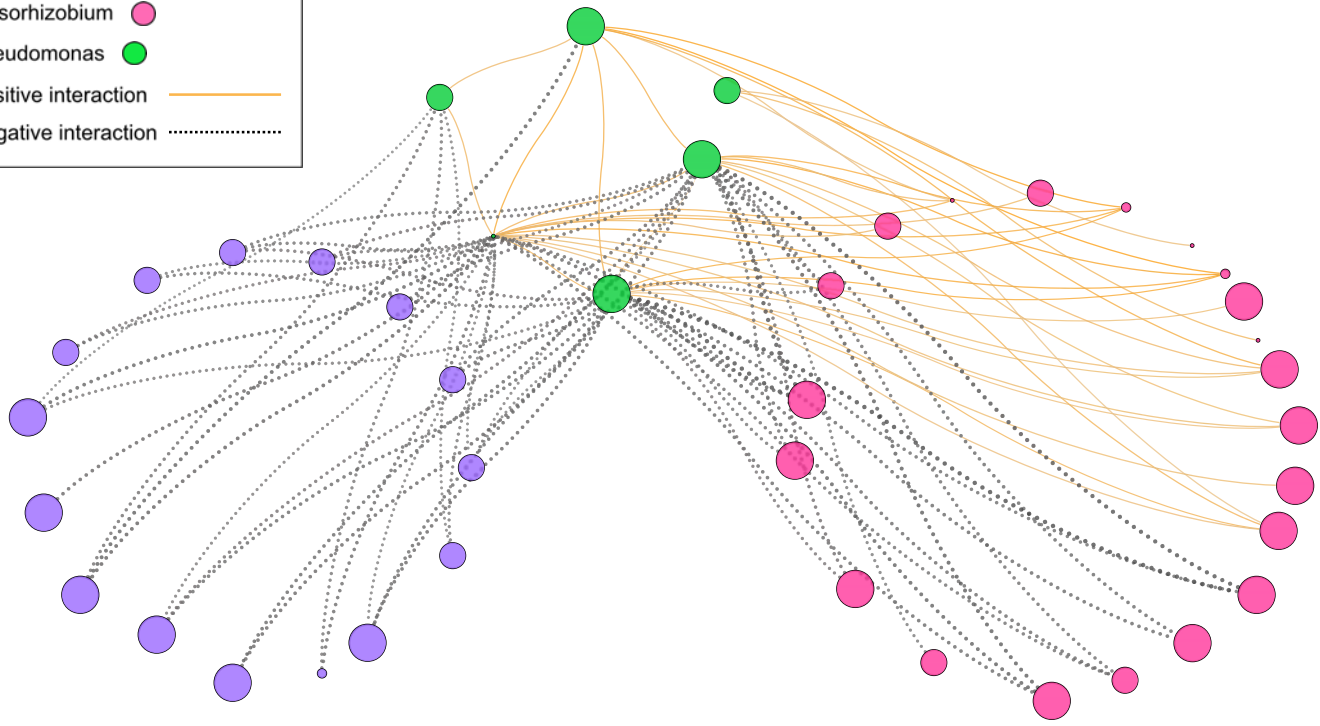 sorhizobium
eudomonas
sitive interaction
gative interaction